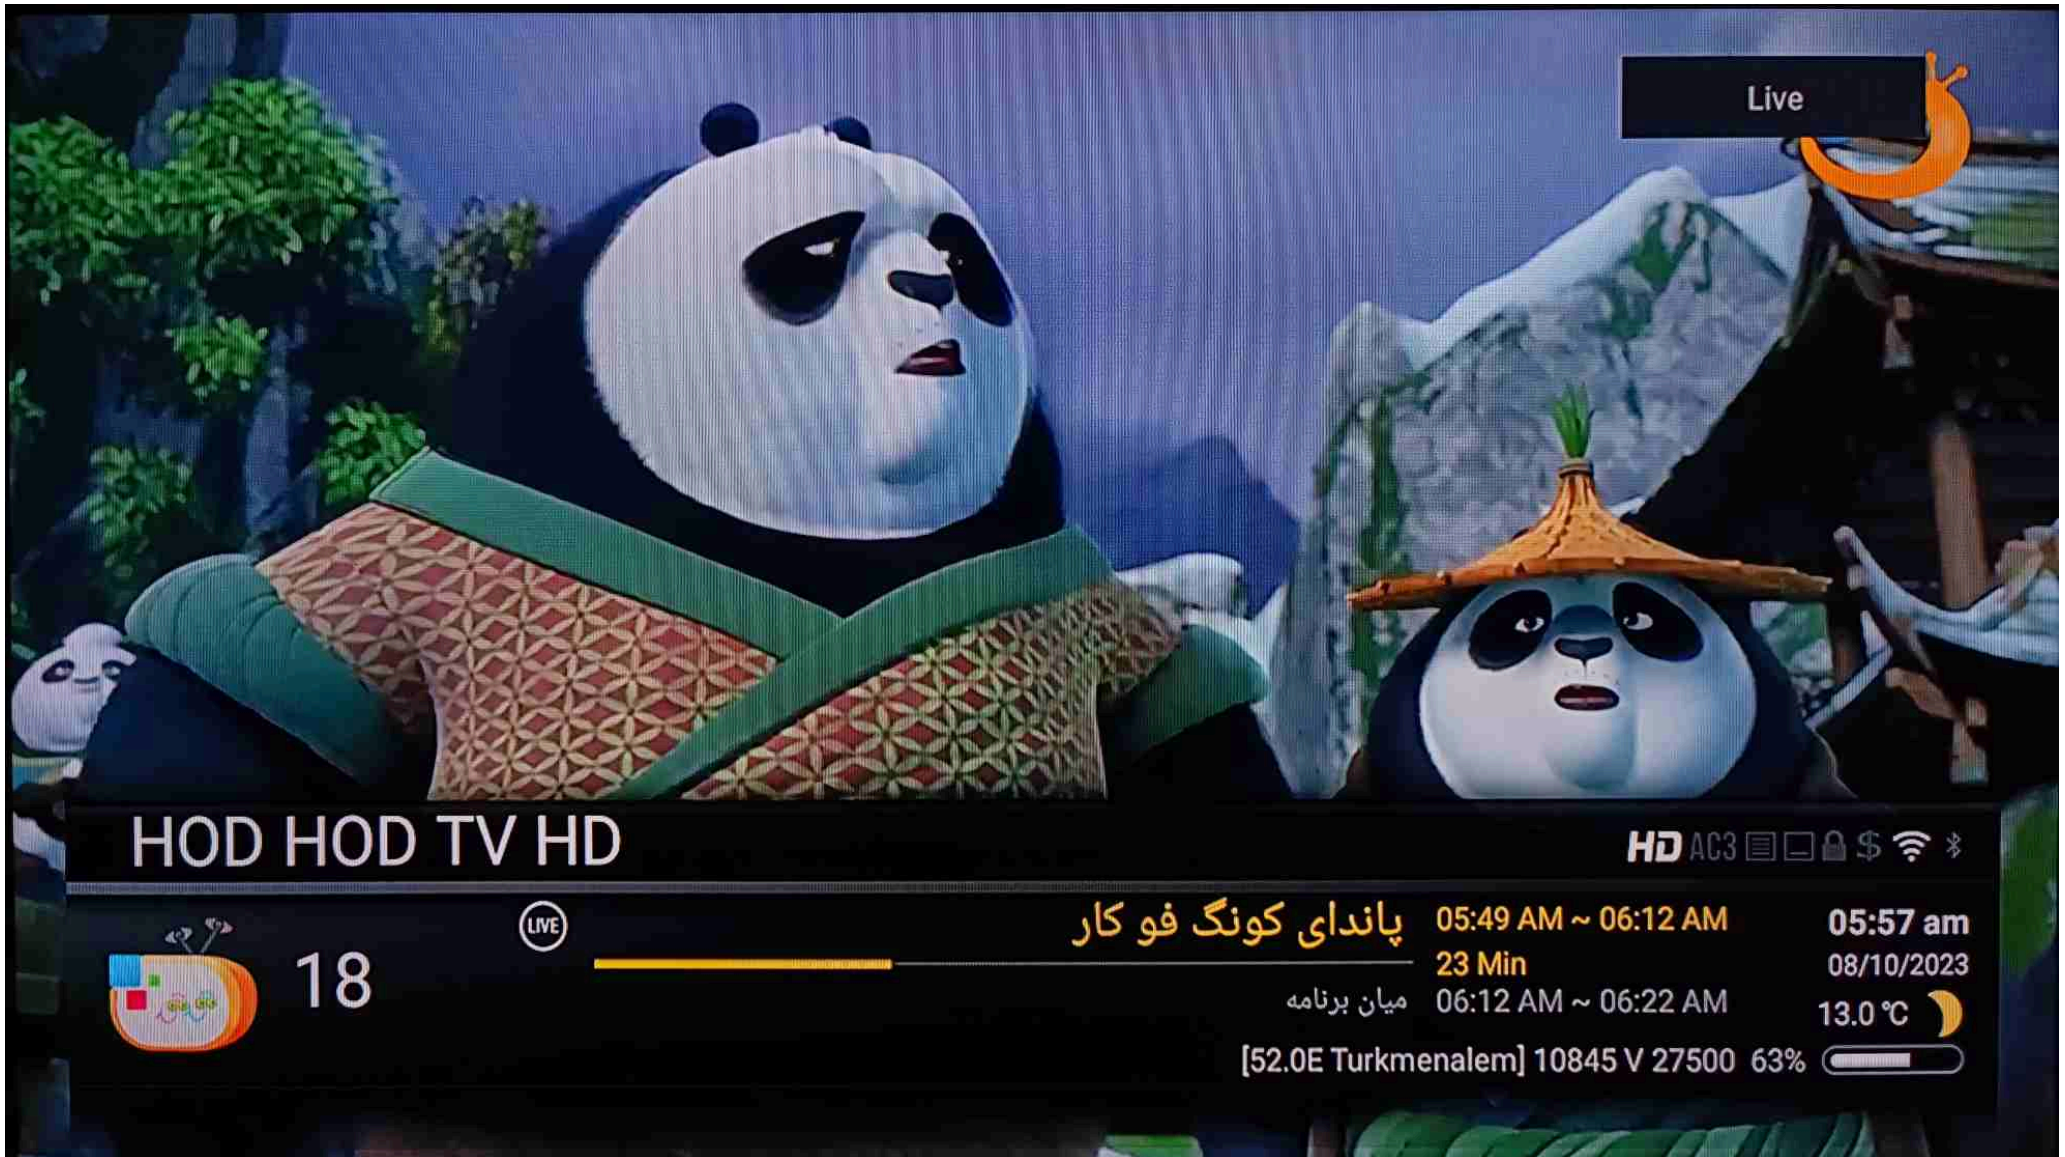 Live
HOD HOD TV HD
HD AC3 $
18
LIVE
پاندای کونگ فو کار
05:49 AM ~ 06:12 AM
05:57 am
23 Min
08/10/2023
میان برنامه
06:12 AM ~ 06:22 AM
13.0 °C
[52.0E Turkmenalem] 10845 V 27500 63%